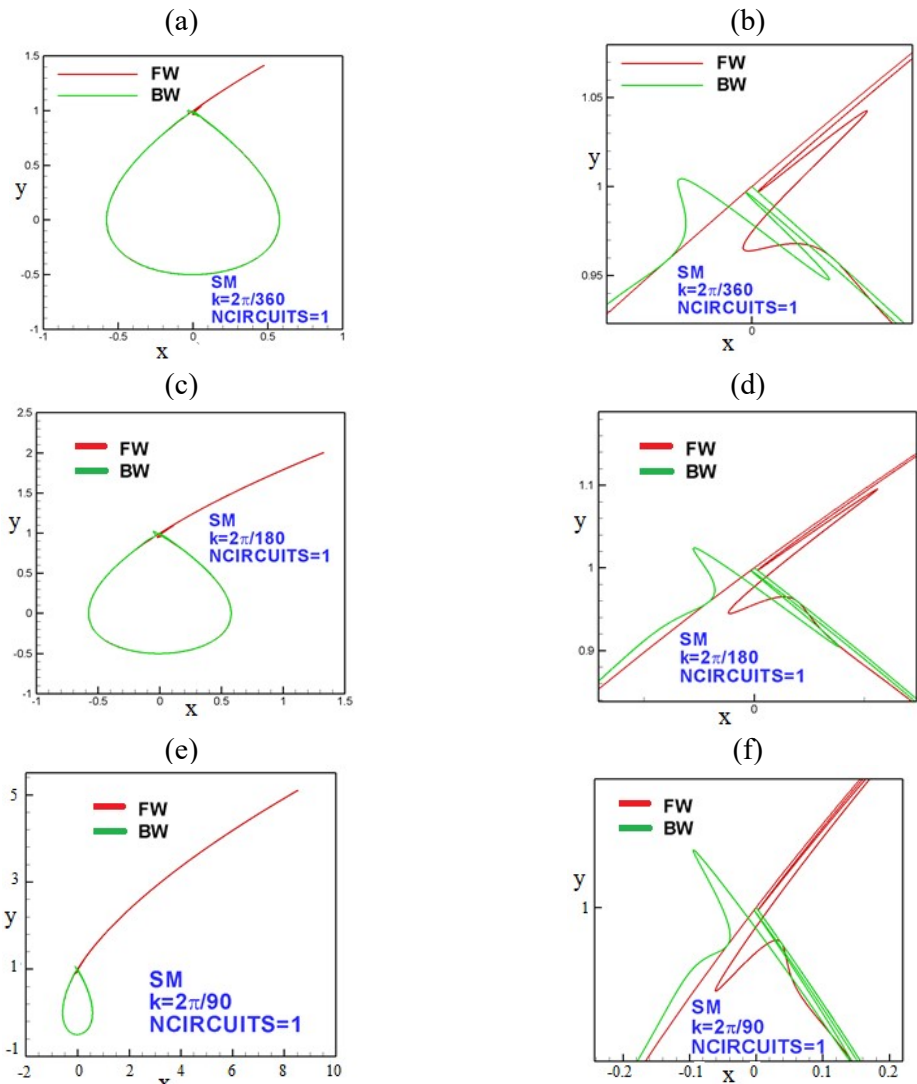 (a)
(b)
FW
BW
1.5
1
0.5
0
-0.5
-1
y
-1
-0.5
0
0.5
1
x
SM
k=2π/360
NCIRCUITS=1
FW
BW
1.05
1
0.95
y
0
x
SM
k=2π/360
NCIRCUITS=1
(c)
(d)
FW
BW
2.5
2
1.5
1
0.5
0
-0.5
-1
y
-1
-0.5
0
0.5
1
1.5
x
SM
k=2π/180
NCIRCUITS=1
FW
BW
1.1
1
0.9
y
0
x
SM
k=2π/180
NCIRCUITS=1
(e)
(f)
FW
BW
5
3
1
-1
y
-2
0
2
4
6
8
10
x
SM
k=2π/90
NCIRCUITS=1
FW
BW
y
1
-0.2
-0.1
0
0.1
0.2
x
SM
k=2π/90
NCIRCUITS=1